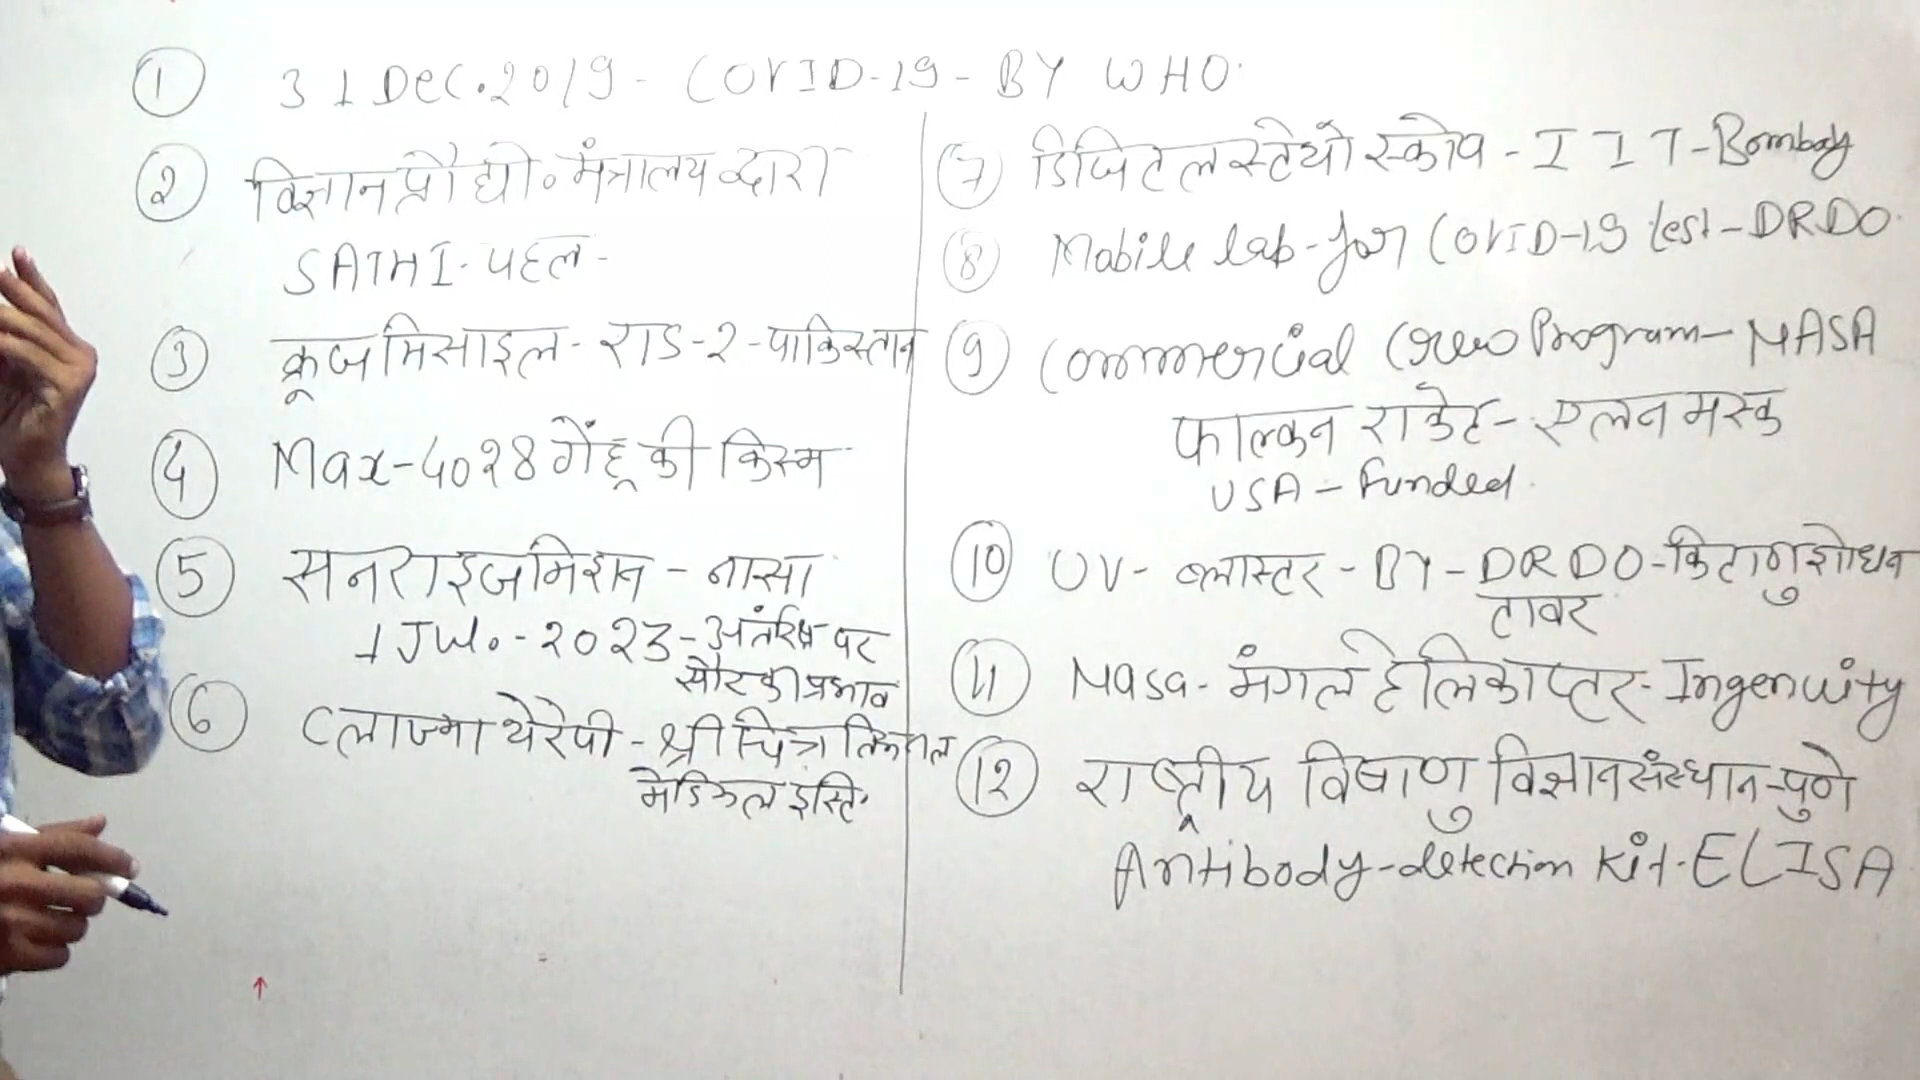 ① 31 Dec. 2019 - COVID-19 - BY WHO.
② विज्ञान प्रौद्यो० मंत्रालय द्वारा
SATHI - पहल -
③ क्रूज मिसाइल - राड - 2 - पाकिस्तान
④ Max-4028 गेंहू की किस्म
⑤ सनराइज मिशन - नासा
1 Jul. - 2023 - अंतरिक्ष पर
सौर का प्रभाव
⑥ प्लाज्मा थेरेपी - श्री चित्रा
मेडिकल इंस्टि.
⑦ डिजिटल स्टेथोस्कोप - IIT - Bombay
⑧ Mobile lab - for COVID-19 test - DRDO.
⑨ Commercial Crew Program - NASA
फाल्कन राकेट - एलन मस्क
USA - Funded.
⑩ UV - ब्लास्टर - BY - DRDO - किटाणुशोधन
टावर
⑪ Nasa - मंगल हेलिकाप्टर - Ingenuity
⑫ राष्ट्रीय विषाणु विज्ञान संस्थान - पुणे
Antibody - detection Kit - ELISA